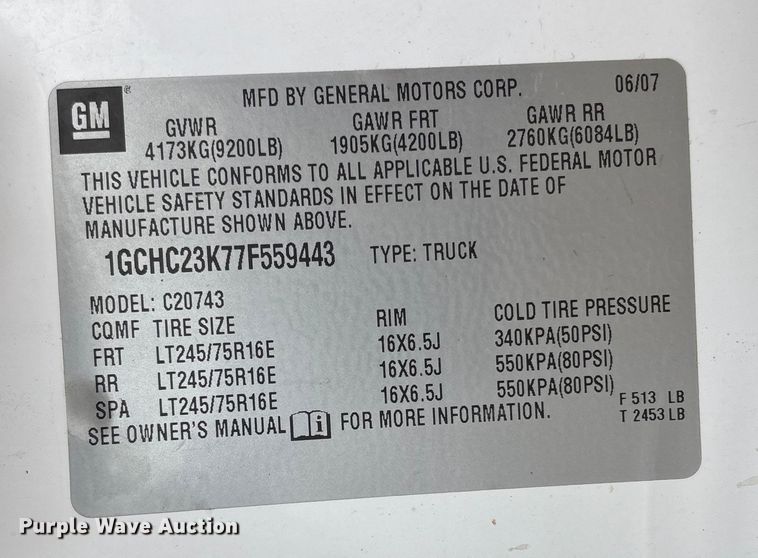 GM®
MFD BY GENERAL MOTORS CORP. 06/07
GVWR GAWR FRT GAWR RR
4173KG(9200LB) 1905KG(4200LB) 2760KG(6084LB)
THIS VEHICLE CONFORMS TO ALL APPLICABLE U.S. FEDERAL MOTOR
VEHICLE SAFETY STANDARDS IN EFFECT ON THE DATE OF
MANUFACTURE SHOWN ABOVE.
1GCHC23K77F559443 TYPE: TRUCK
MODEL: C20743
CQMF TIRE SIZE RIM COLD TIRE PRESSURE
FRT LT245/75R16E 16X6.5J 340KPA(50PSI)
RR LT245/75R16E 16X6.5J 550KPA(80PSI)
SPA LT245/75R16E 16X6.5J 550KPA(80PSI) F 513 LB
SEE OWNER'S MANUAL i FOR MORE INFORMATION. T 2453 LB
Purple Wave Auction